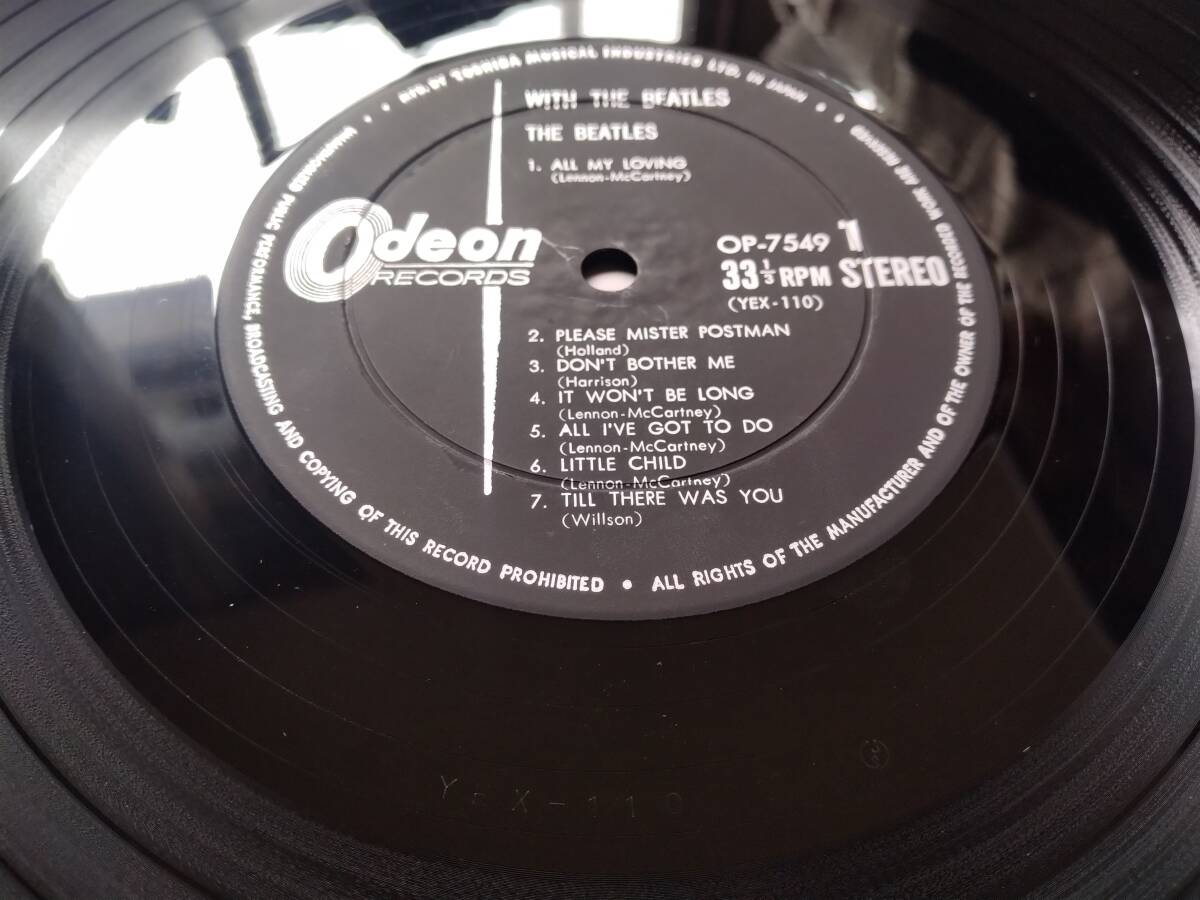 MFD. BY TOSHIBA MUSICAL INDUSTRIES LTD. IN JAPAN
WITH THE BEATLES
THE BEATLES
1. ALL MY LOVING
(Lennon-McCartney)
Odeon
RECORDS
OP-7549 1
33 1/3 RPM STEREO
(YEX-110)
2. PLEASE MISTER POSTMAN
(Holland)
3. DON'T BOTHER ME
(Harrison)
4. IT WON'T BE LONG
(Lennon-McCartney)
5. ALL I'VE GOT TO DO
(Lennon-McCartney)
6. LITTLE CHILD
(Lennon-McCartney)
7. TILL THERE WAS YOU
(Willson)
UNAUTHORISED PUBLIC PERFORMANCE, BROADCASTING AND COPYING OF THIS RECORD PROHIBITED • ALL RIGHTS OF THE MANUFACTURER AND OF THE OWNER OF THE RECORDED WORK ARE RESERVED •
YEX-110